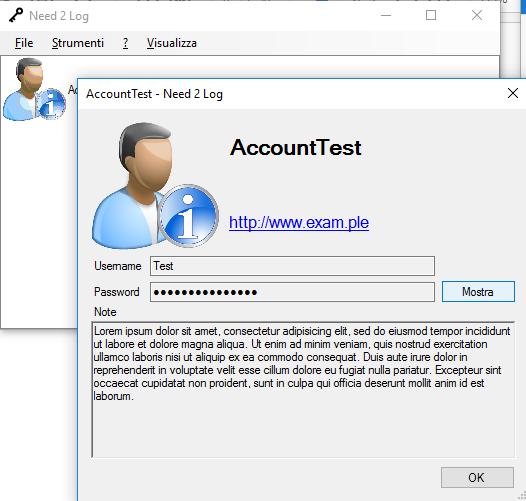 Need 2 Log
File Strumenti ? Visualizza
AccountTest - Need 2 Log
AccountTest
http://www.exam.ple
Username Test
Password ●●●●●●●●●●●●●●● Mostra
Note
Lorem ipsum dolor sit amet, consectetur adipisicing elit, sed do eiusmod tempor incididunt
ut labore et dolore magna aliqua. Ut enim ad minim veniam, quis nostrud exercitation
ullamco laboris nisi ut aliquip ex ea commodo consequat. Duis aute irure dolor in
reprehenderit in voluptate velit esse cillum dolore eu fugiat nulla pariatur. Excepteur sint
occaecat cupidatat non proident, sunt in culpa qui officia deserunt mollit anim id est
laborum.
OK